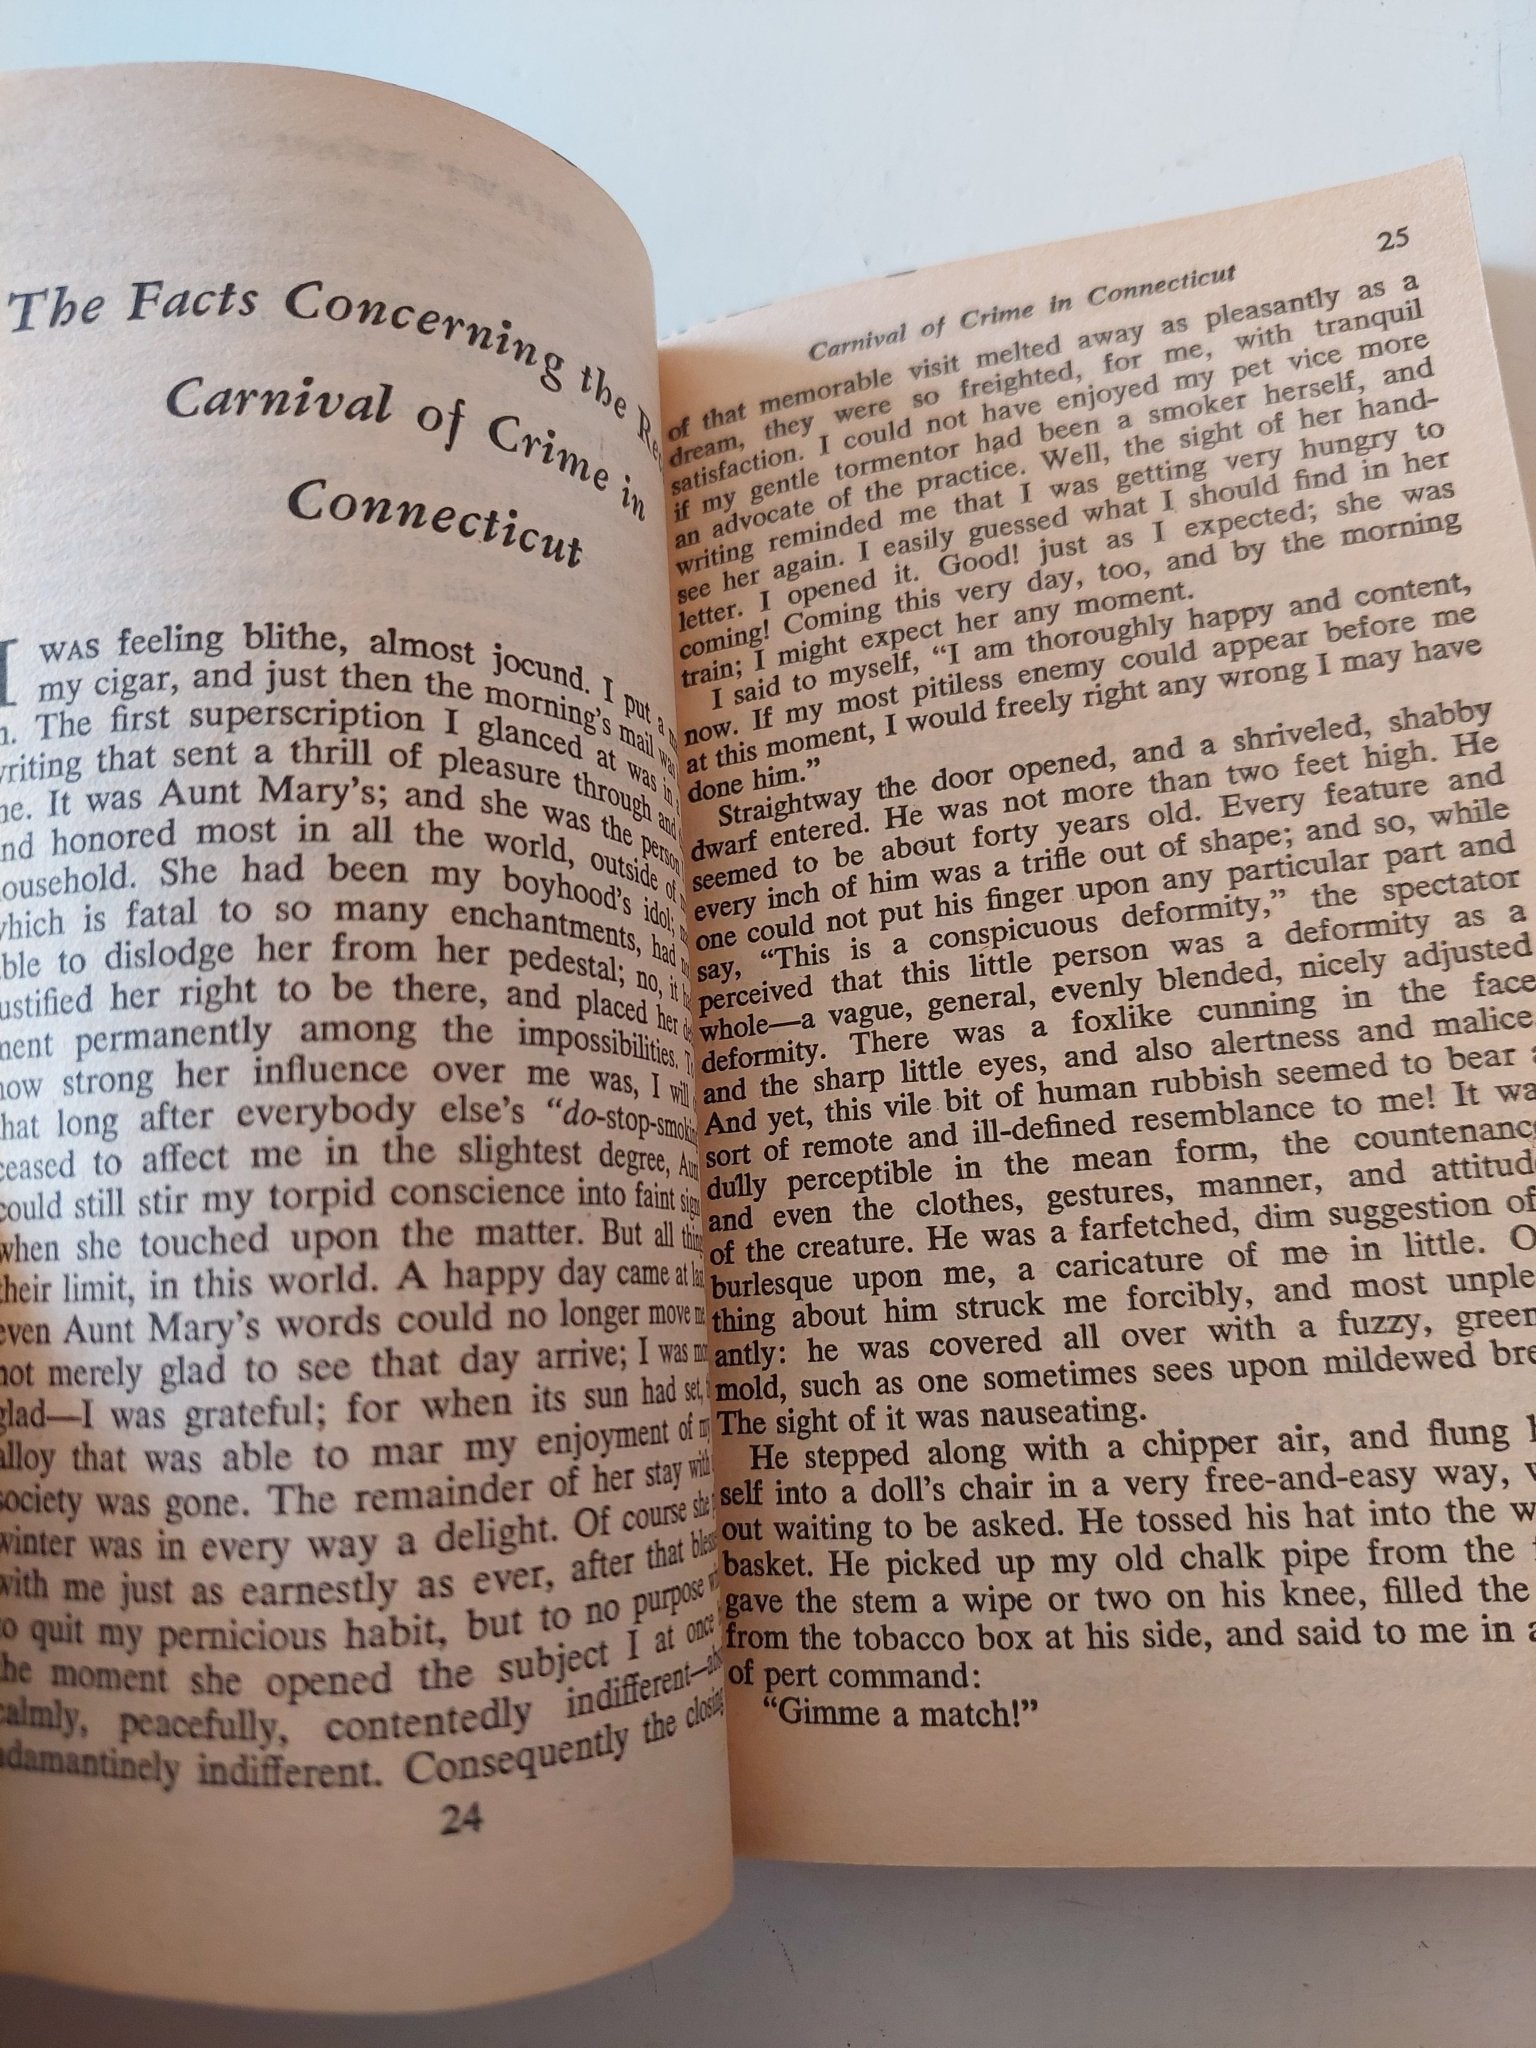 The Facts Concerning the
Carnival of Crime in
Connecticut
I WAS feeling blithe, almost jocund. I put a
my cigar, and just then the morning's mail was
The first superscription I glanced at was in
that sent a thrill of pleasure through and
It was Aunt Mary's; and she was the person
honored most in all the world, outside of
She had been my boyhood's idol;
is fatal to so many enchantments, had
to dislodge her from her pedestal; no, it
her right to be there, and placed her
permanently among the impossibilities.
strong her influence over me was, I will
long after everybody else's "do-stop-smoking
to affect me in the slightest degree, Aunt
could still stir my torpid conscience into faint
when she touched upon the matter. But all
their limit, in this world. A happy day came at
even Aunt Mary's words could no longer move me
not merely glad to see that day arrive; I was
glad—I was grateful; for when its sun had set,
alloy that was able to mar my enjoyment of
society was gone. The remainder of her stay with
winter was in every way a delight. Of course she
with me just as earnestly as ever, after that
to quit my pernicious habit, but to no purpose
the moment she opened the subject I at once
calmly, peacefully, contentedly indifferent—
adamantinely indifferent. Consequently the closing
24
25
Carnival of Crime in Connecticut
of that memorable visit melted away as pleasantly as a
dream, they were so freighted, for me, with tranquil
satisfaction. I could not have enjoyed my pet vice more
if my gentle tormentor had been a smoker herself, and
an advocate of the practice. Well, the sight of her hand-
writing reminded me that I was getting very hungry to
see her again. I easily guessed what I should find in her
letter. I opened it. Good! just as I expected; she was
coming! Coming this very day, too, and by the morning
train; I might expect her any moment.
I said to myself, "I am thoroughly happy and content,
now. If my most pitiless enemy could appear before me
at this moment, I would freely right any wrong I may have
done him."
Straightway the door opened, and a shriveled, shabby
dwarf entered. He was not more than two feet high. He
seemed to be about forty years old. Every feature and
every inch of him was a trifle out of shape; and so, while
one could not put his finger upon any particular part and
say, "This is a conspicuous deformity," the spectator
perceived that this little person was a deformity as a
whole—a vague, general, evenly blended, nicely adjusted
deformity. There was a foxlike cunning in the face
and the sharp little eyes, and also alertness and malice.
And yet, this vile bit of human rubbish seemed to bear a
sort of remote and ill-defined resemblance to me! It was
dully perceptible in the mean form, the countenance
and even the clothes, gestures, manner, and attitude
of the creature. He was a farfetched, dim suggestion of
burlesque upon me, a caricature of me in little.
thing about him struck me forcibly, and most
antly: he was covered all over with a fuzzy,
mold, such as one sometimes sees upon mildewed
The sight of it was nauseating.
He stepped along with a chipper air, and flung
self into a doll's chair in a very free-and-easy way,
out waiting to be asked. He tossed his hat into the
basket. He picked up my old chalk pipe from the
gave the stem a wipe or two on his knee, filled the
from the tobacco box at his side, and said to me in a
of pert command:
"Gimme a match!"